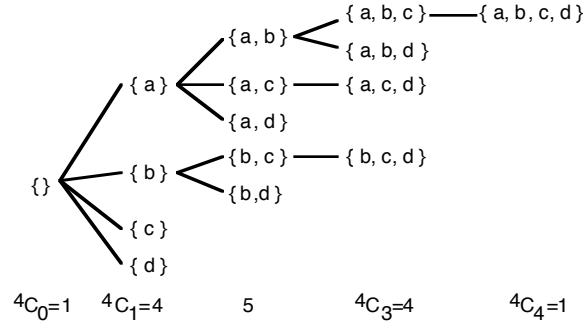 { a, b, c } { a, b, c, d }
{ a, b }
{ a, b, d }
{ a } { a, c } { a, c, d }
{ a, d }
{ b, c } { b, c, d }
{ b }
{}
{ b,d }
{ c }
{ d }
⁴C₀=1 ⁴C₁=4 5 ⁴C₃=4 ⁴C₄=1